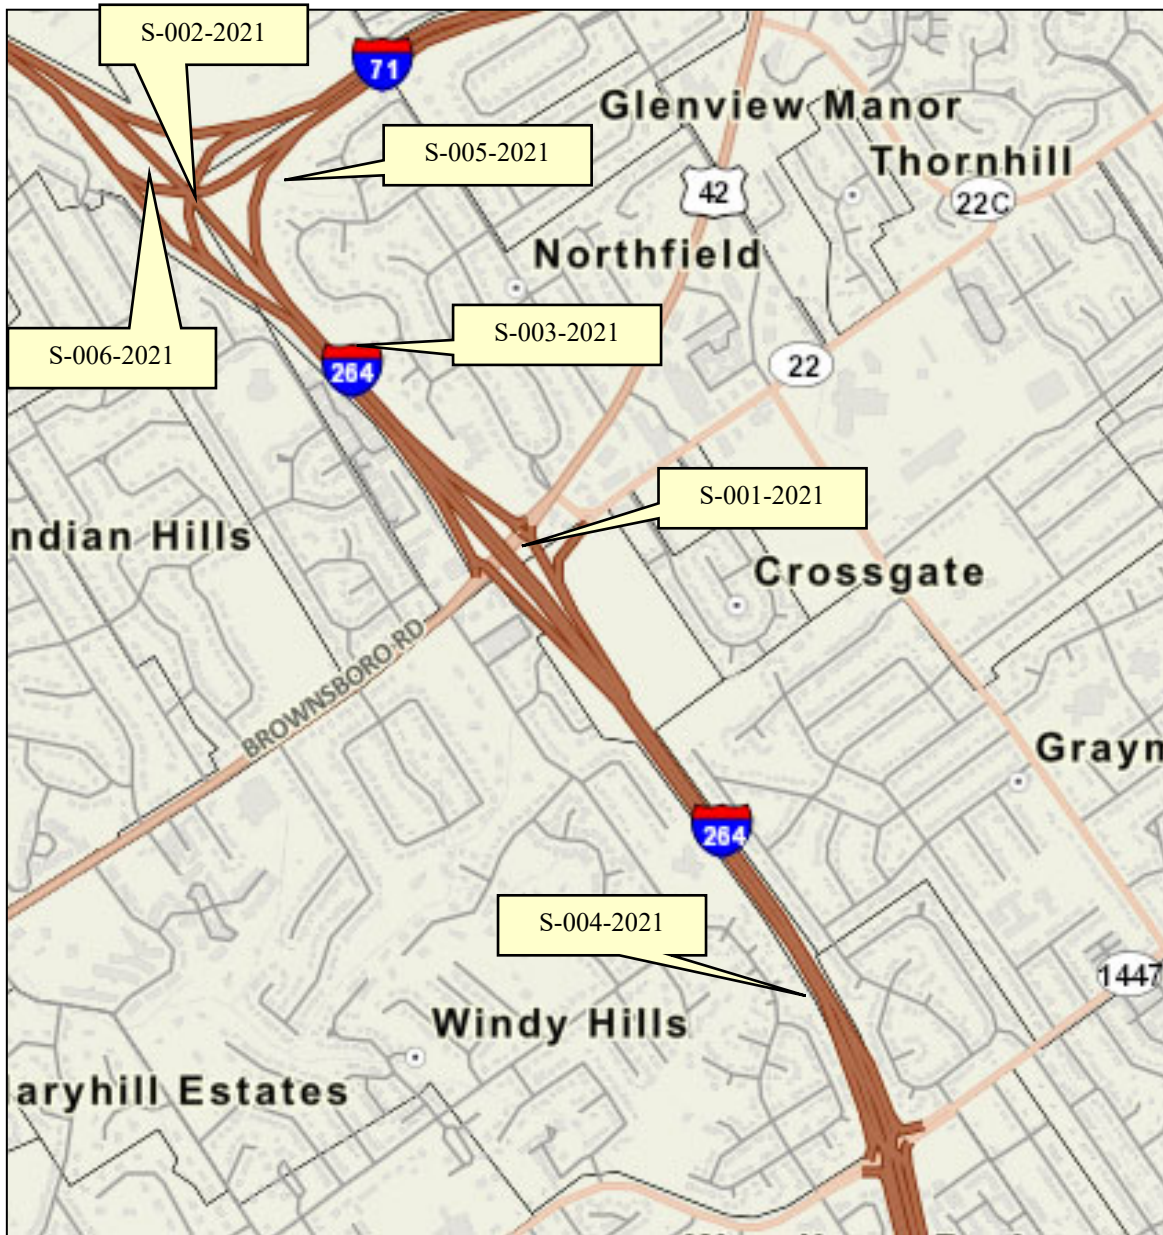 S-002-2021
71
Glenview Manor
S-005-2021
Thornhill
42
22C
Northfield
S-003-2021
S-006-2021
264
22
S-001-2021
ndian Hills
Crossgate
BROWNSBORO RD
Grayn
264
S-004-2021
1447
Windy Hills
aryhill Estates